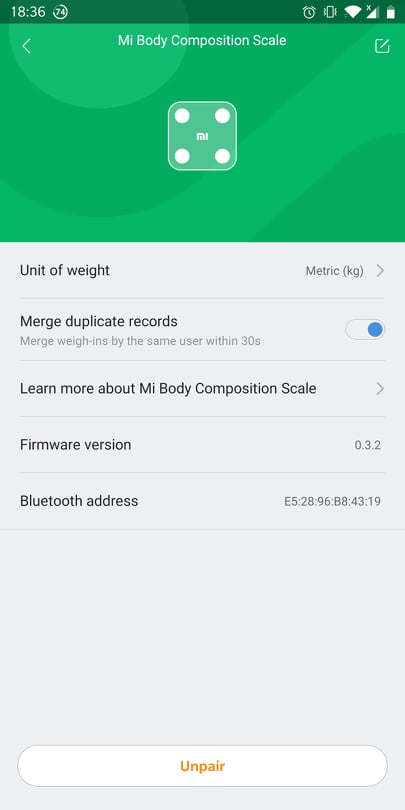 18:36 74 x
Mi Body Composition Scale
mi
Unit of weight Metric (kg)
Merge duplicate records
Merge weigh-ins by the same user within 30s
Learn more about Mi Body Composition Scale
Firmware version 0.3.2
Bluetooth address E5:28:96:B8:43:19
Unpair